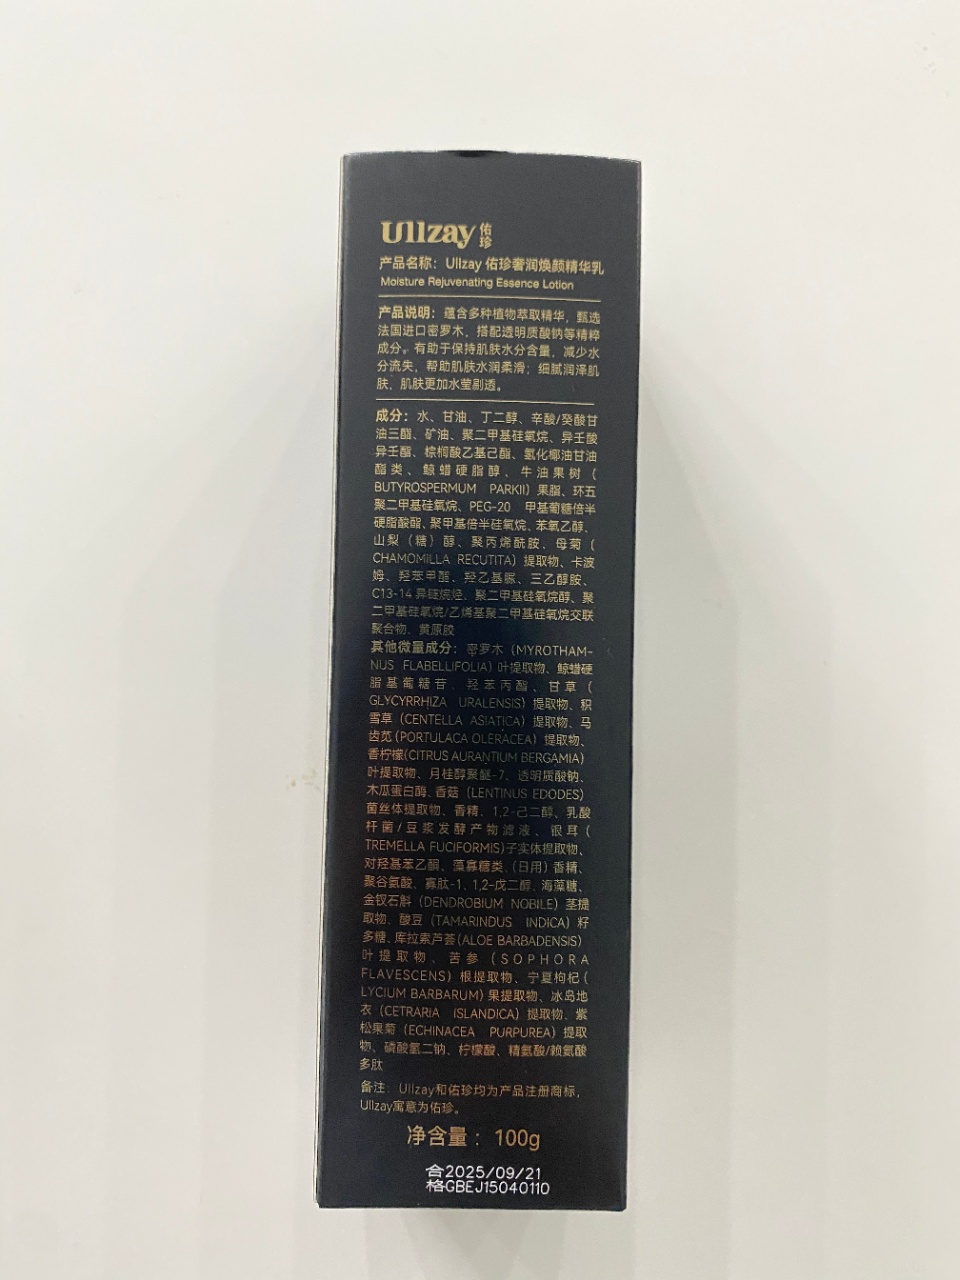 Ullzay 佑珍
产品名称：Ullzay 佑珍奢润焕颜精华乳
Moisture Rejuvenating Essence Lotion
产品说明：蕴含多种植物萃取精华，甄选
法国进口密罗木，搭配透明质酸钠等精粹
成分。有助于保持肌肤水分含量，减少水
分流失，帮助肌肤水润柔滑；细腻润泽肌
肤、肌肤更加水莹剔透。
成分：水、甘油、丁二醇、辛酸/癸酸甘
油三酯、矿油、聚二甲基硅氧烷、异壬酸
异壬酯、棕榈酸乙基己酯、氢化椰油甘油
酯类、鲸蜡硬脂醇、牛油果树（
BUTYROSPERMUM PARKII）果脂、环五
聚二甲基硅氧烷、PEG-20 甲基葡糖倍半
硬脂酸酯、聚甲基倍半硅氧烷、苯氧乙醇、
山梨（糖）醇、聚丙烯酰胺、母菊（
CHAMOMILLA RECUTITA）提取物、卡波
姆、羟苯甲酯、羟乙基脲、三乙醇胺、
C13-14 异链烷烃、聚二甲基硅氧烷醇、聚
二甲基硅氧烷/乙烯基聚二甲基硅氧烷交联
聚合物、黄原胶
其他微量成分：密罗木（MYROTHAM-
NUS FLABELLIFOLIA）叶提取物、鲸蜡硬
脂基葡糖苷、羟苯丙酯、甘草（
GLYCYRRHIZA URALENSIS）提取物、积
雪草（CENTELLA ASIATICA）提取物、马
齿苋（PORTULACA OLERACEA）提取物、
香柠檬(CITRUS AURANTIUM BERGAMIA)
叶提取物、月桂醇聚醚-7、透明质酸钠、
木瓜蛋白酶、香菇（LENTINUS EDODES）
菌丝体提取物、香精、1,2-己二醇、乳酸
杆菌/豆浆发酵产物滤液、银耳（
TREMELLA FUCIFORMIS)子实体提取物、
对羟基苯乙酮、藻寡糖类、(日用）香精、
聚谷氨酸、寡肽-1、1,2-戊二醇、海藻糖、
金钗石斛（DENDROBIUM NOBILE）茎提
取物、酸豆（TAMARINDUS INDICA）籽
多糖、库拉索芦荟(ALOE BARBADENSIS)
叶提取物、苦参（SOPHORA
FLAVESCENS）根提取物、宁夏枸杞（
LYCIUM BARBARUM）果提取物、冰岛地
衣（CETRARIA ISLANDICA）提取物、紫
松果菊（ECHINACEA PURPUREA）提取
物、磷酸氢二钠、柠檬酸、精氨酸/赖氨酸
多肽
备注：Ullzay和佑珍均为产品注册商标，
Ullzay寓意为佑珍。
净含量：100g
合2025/09/21
格GBEJ15040110